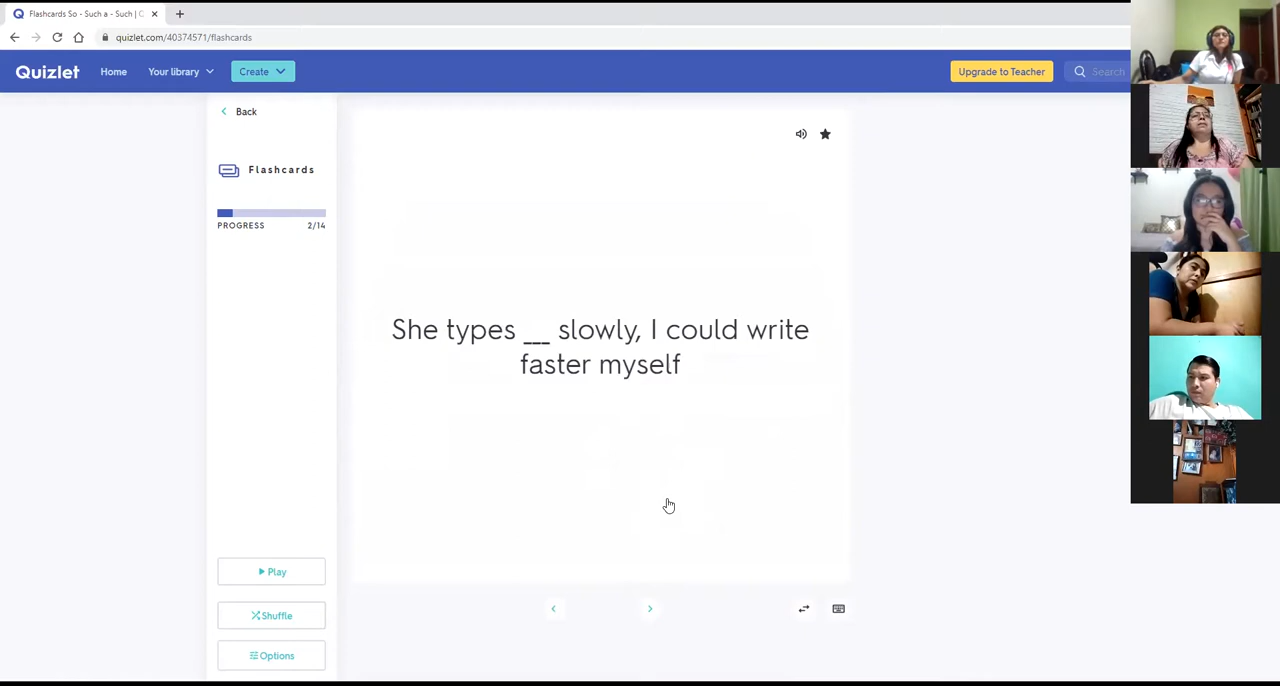 Flashcards So - Such a - Such |
quizlet.com/40374571/flashcards
Quizlet
Home
Your library
Create
Upgrade to Teacher
Search
Back
Flashcards
PROGRESS 2/14
She types ___ slowly, I could write
faster myself
Play
Shuffle
Options